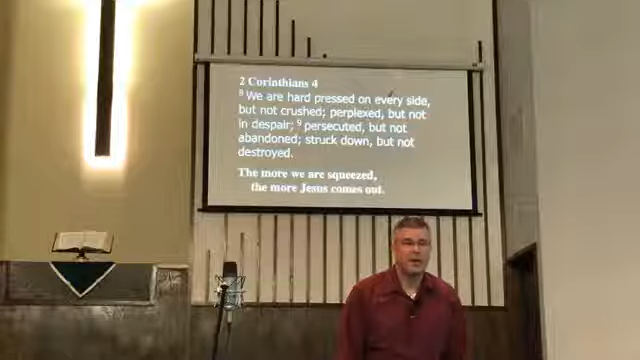 2 Corinthians 4
8 We are hard pressed on every side,
but not crushed; perplexed, but not
in despair; 9 persecuted, but not
abandoned; struck down, but not
destroyed.
The more we are squeezed,
the more Jesus comes out.